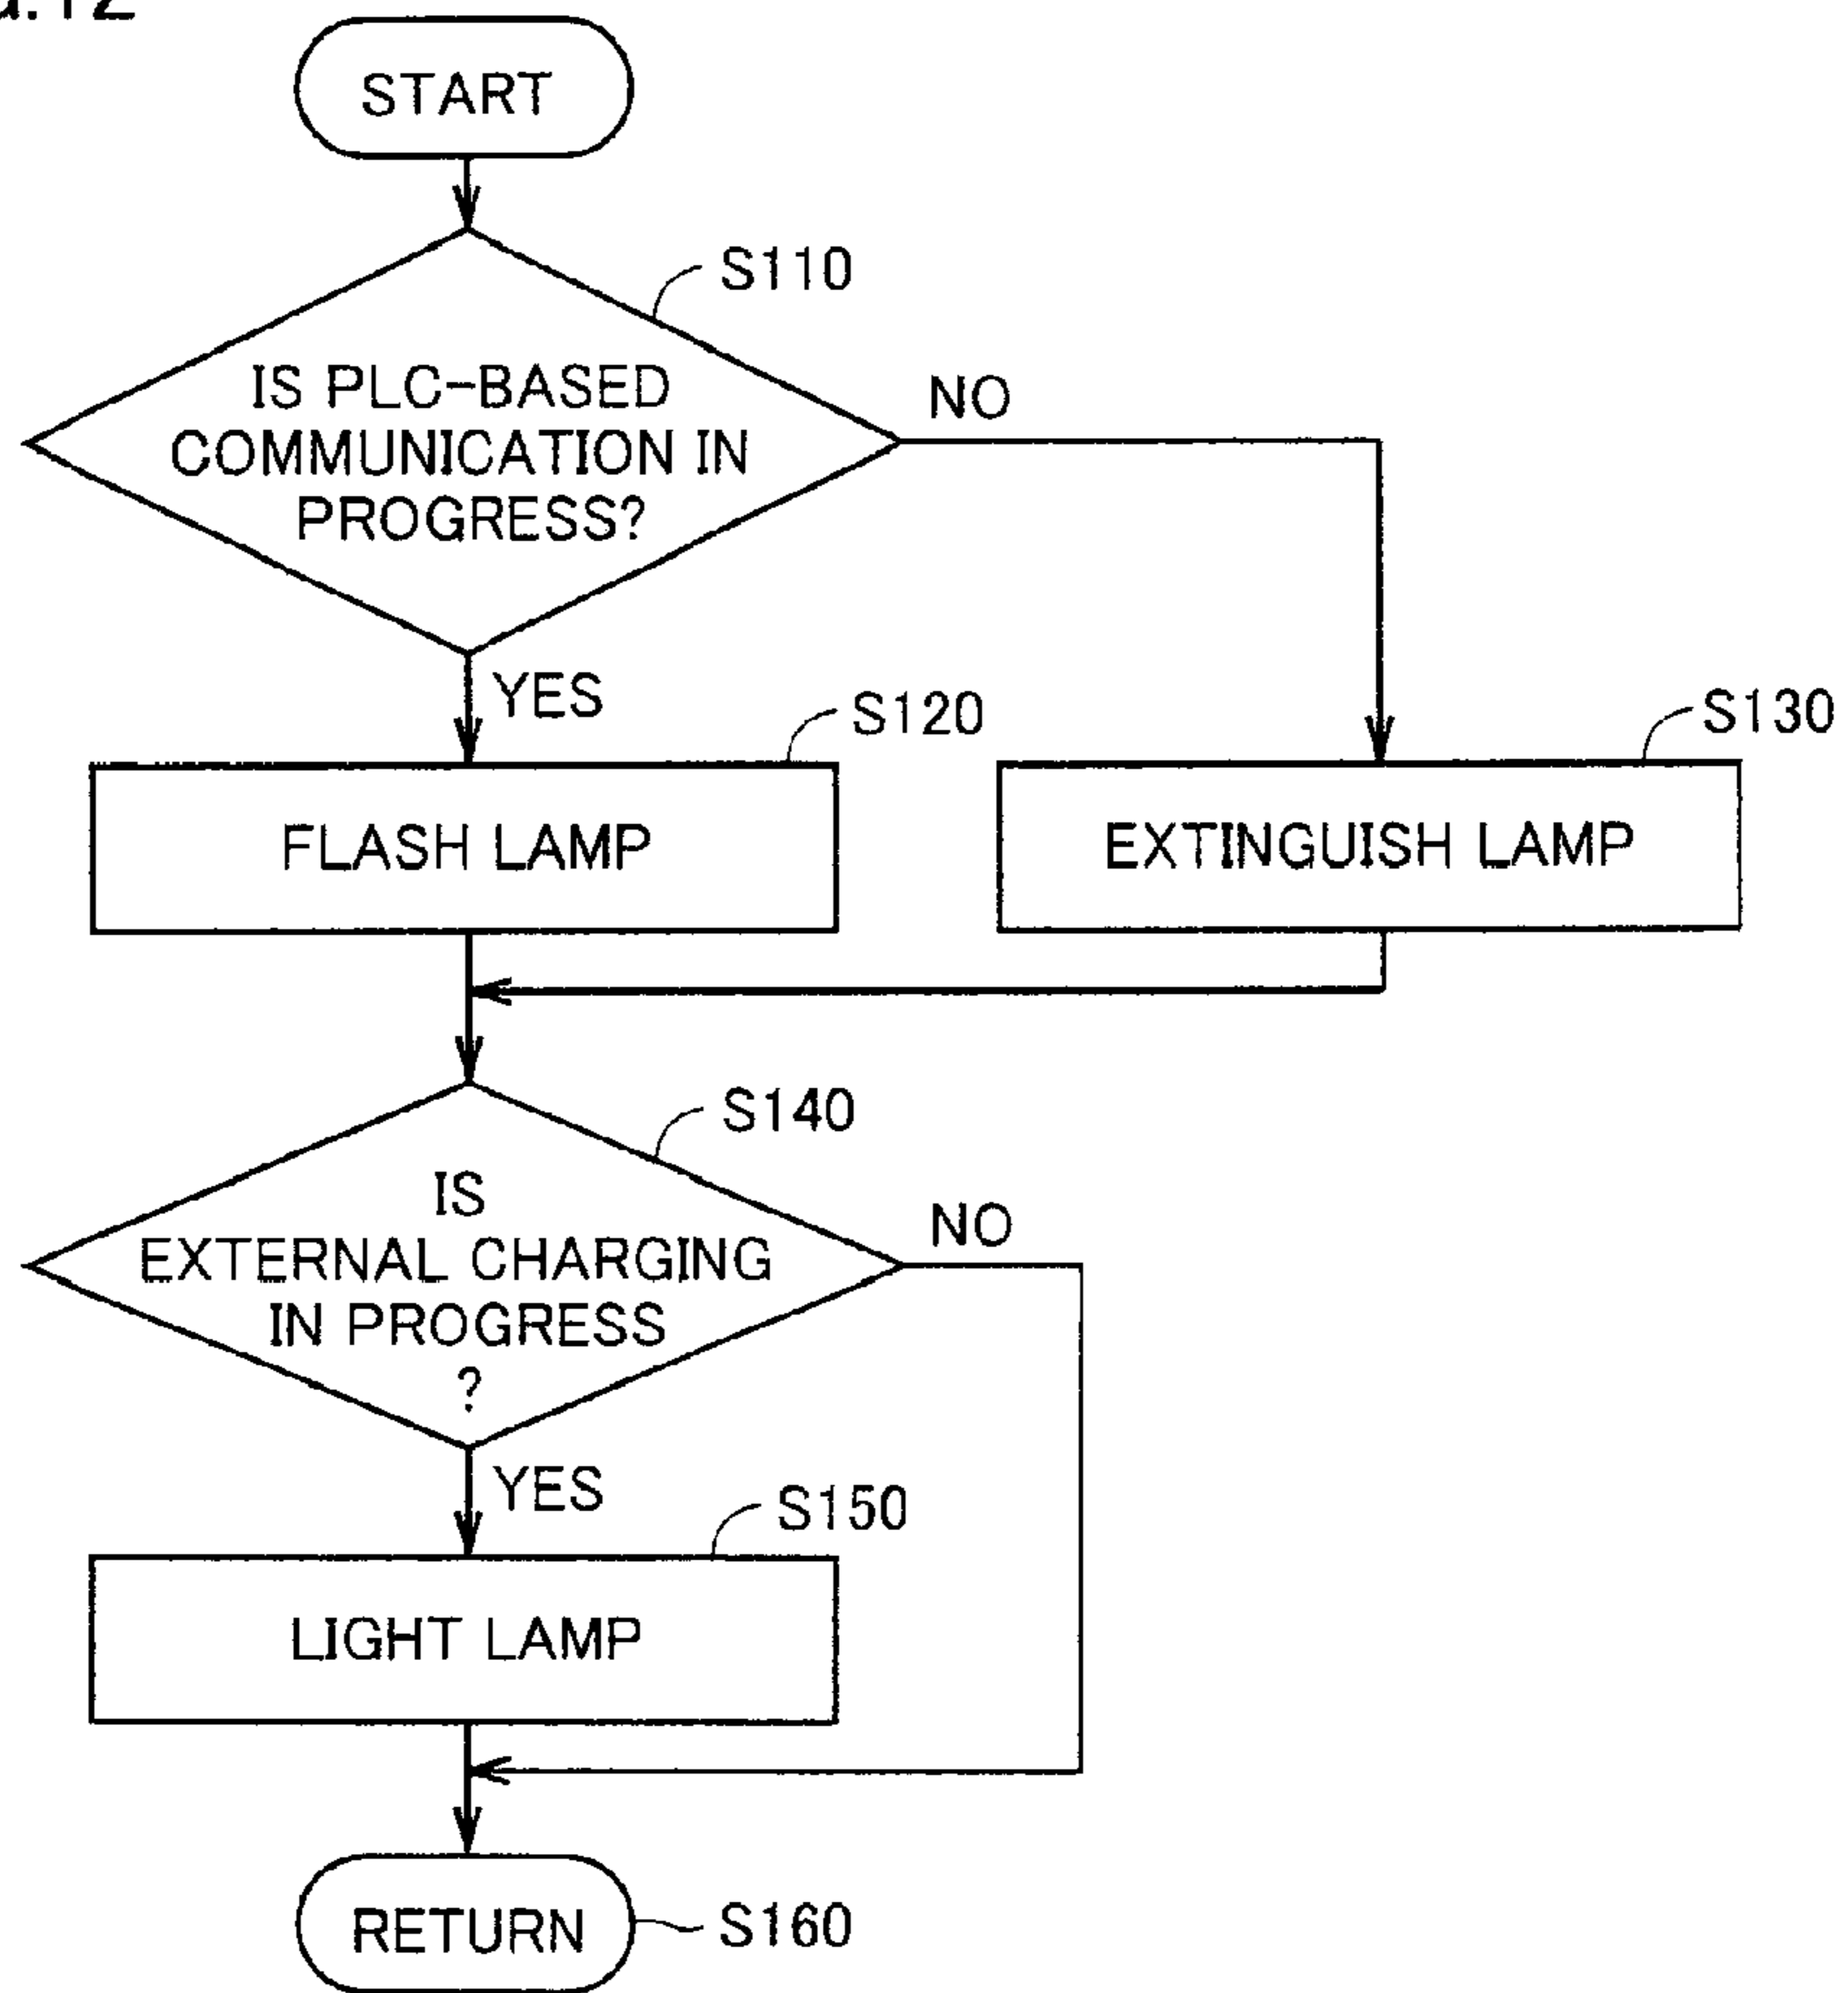 START
S110
IS PLC-BASED
COMMUNICATION IN
PROGRESS?
NO
YES
S120
S130
FLASH LAMP
EXTINGUISH LAMP
S140
IS
EXTERNAL CHARGING
IN PROGRESS
?
NO
YES
S150
LIGHT LAMP
RETURN
S160